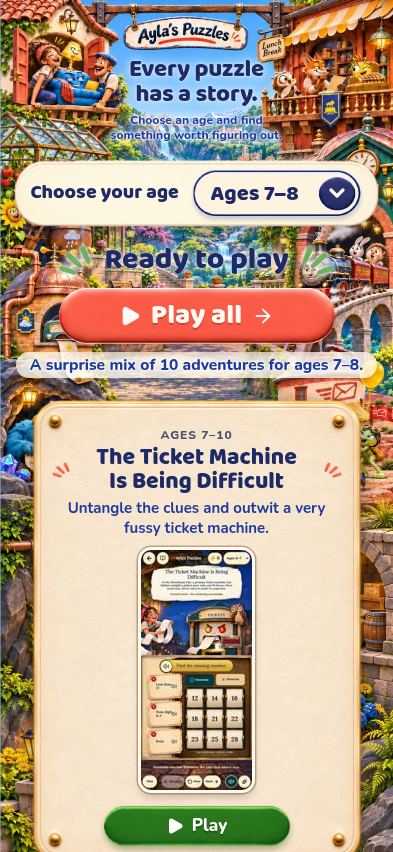 Ayla's Puzzles
Lunch
Break
Every puzzle
has a story.
Choose an age and find
something worth figuring out.
Choose your age
Ages 7–8
Ready to play
Play all
A surprise mix of 10 adventures for ages 7–8.
AGES 7–10
The Ticket Machine
Is Being Difficult
Untangle the clues and outwit a very
fussy ticket machine.
Ayla's Puzzles
The Ticket Machine Is Being
Difficult
TICKETS
Find the missing number.
12 14 16
18 21 22
23 25 28
Play